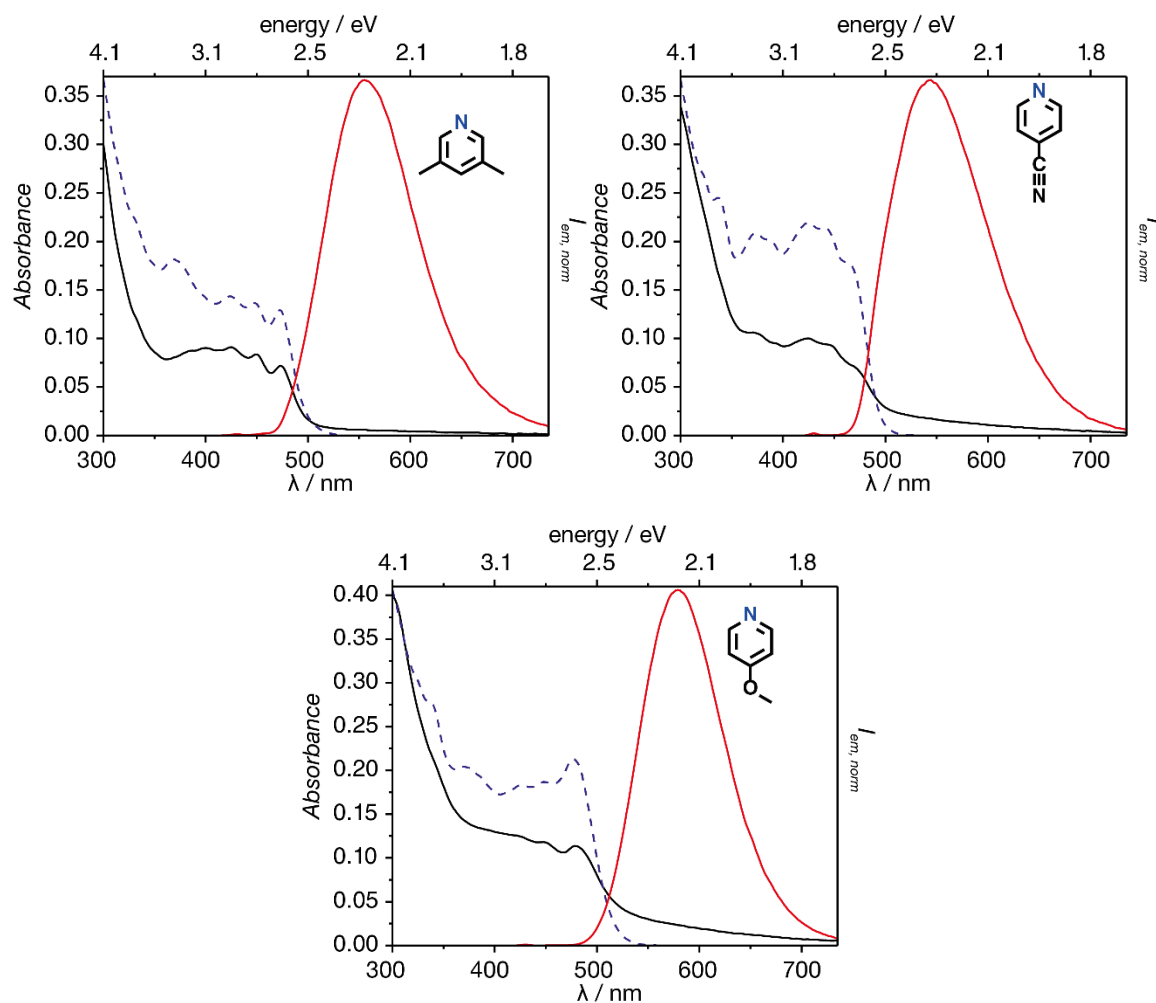 energy / eV
4.1 3.1 2.5 2.1 1.8
0.35
0.30
0.25
0.20
0.15
0.10
0.05
0.00
Absorbance
N
I em, norm
300 400 500 600 700
λ / nm
energy / eV
4.1 3.1 2.5 2.1 1.8
0.35
0.30
0.25
0.20
0.15
0.10
0.05
0.00
Absorbance
N
C
N
I em, norm
300 400 500 600 700
λ / nm
energy / eV
4.1 3.1 2.5 2.1 1.8
0.40
0.35
0.30
0.25
0.20
0.15
0.10
0.05
0.00
Absorbance
N
O
I em, norm
300 400 500 600 700
λ / nm